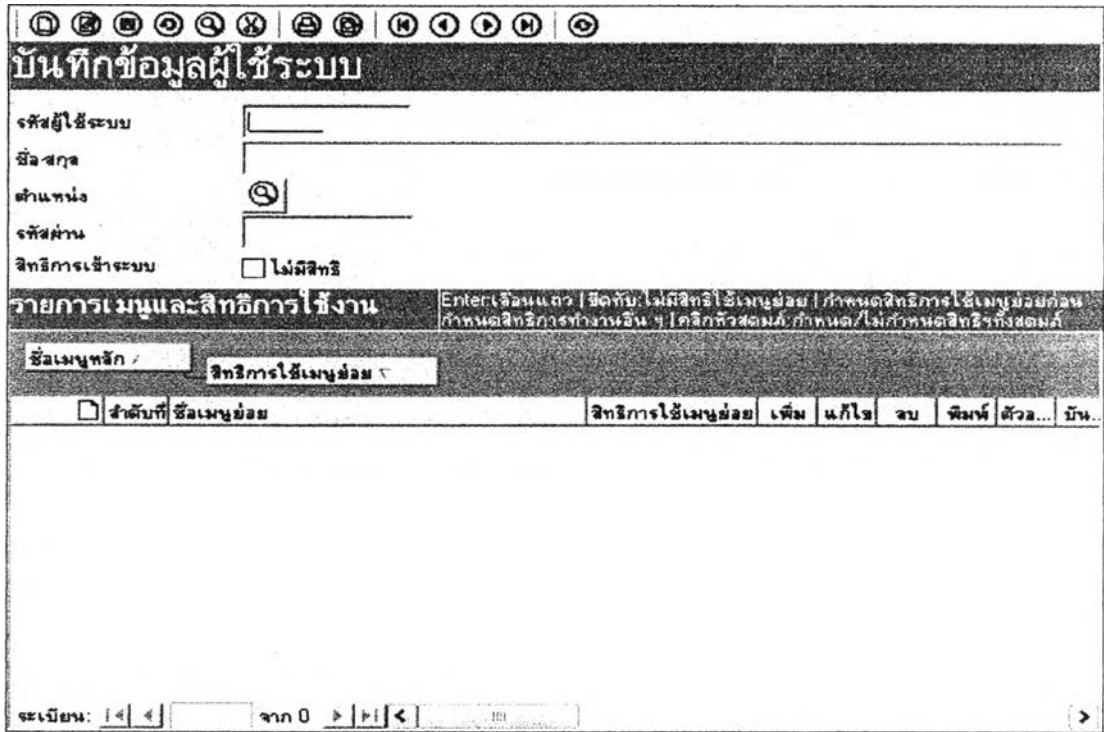 บันทึกข้อมูลผู้ใช้ระบบ
รหัสผู้ใช้ระบบ
ชื่อ-สกุล
ตำแหน่ง
รหัสผ่าน
สิทธิการเข้าระบบ ไม่มีสิทธิ
รายการเมนูและสิทธิการใช้งาน
Enter:เลื่อนแถว | ขีดทับ:ไม่มีสิทธิใช้เมนูย่อย | กำหนดสิทธิการใช้เมนูย่อยก่อน
กำหนดสิทธิการทำงานอื่น ๆ | คลิกหัวสดมภ์ กำหนด/ไม่กำหนดสิทธิฯทั้งสดมภ์
ชื่อเมนูหลัก
สิทธิการใช้เมนูย่อย
ลำดับที่ ชื่อเมนูย่อย สิทธิการใช้เมนูย่อย เพิ่ม แก้ไข ลบ พิมพ์ ตัวอ... บัน...
ระเบียน: จาก 0